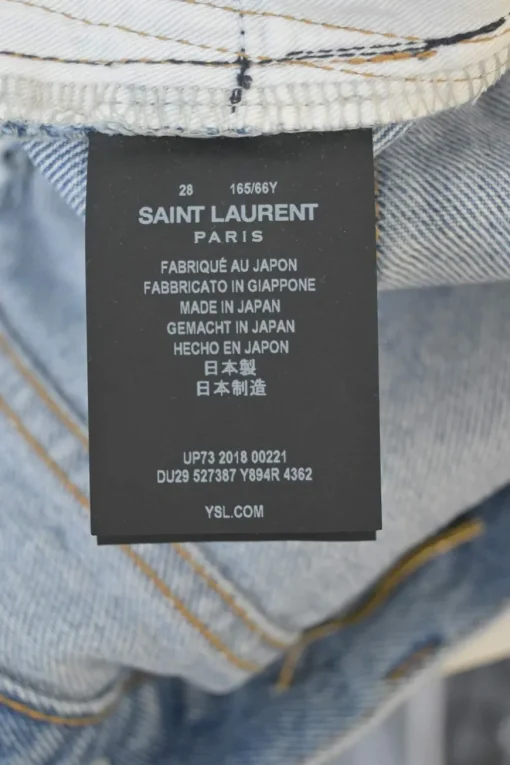 28 165/66Y
SAINT LAURENT
PARIS
FABRIQUÉ AU JAPON
FABBRICATO IN GIAPPONE
MADE IN JAPAN
GEMACHT IN JAPAN
HECHO EN JAPON
日本製
日本制造
UP73 2018 00221
DU29 527387 Y894R 4362
YSL.COM